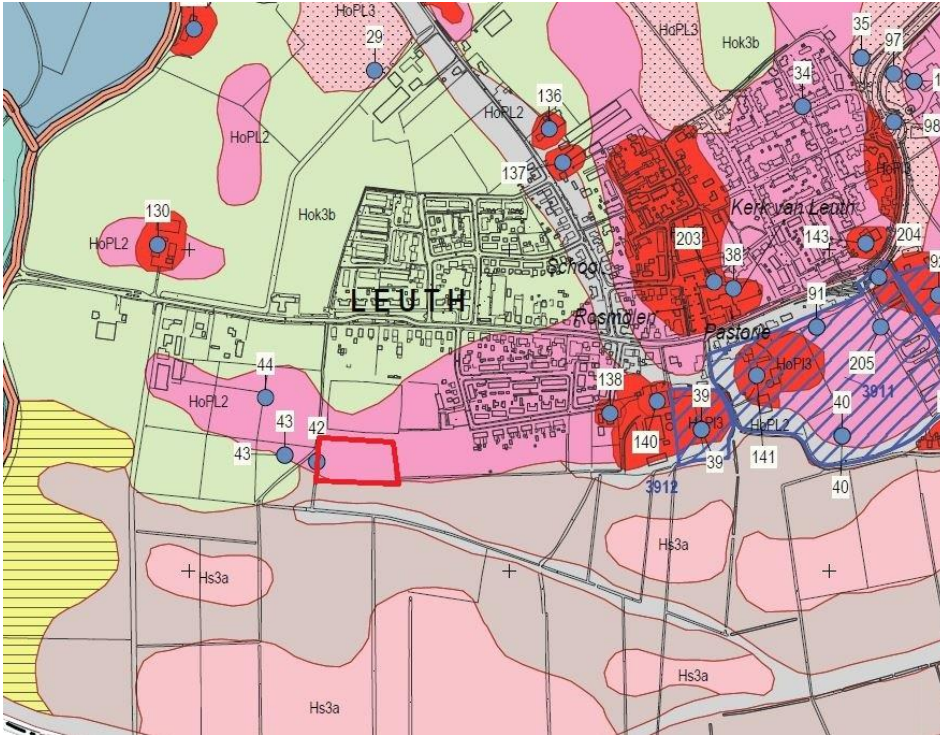 HoPL3
29
HoPL3
Hok3b
35
97
34
98
HoPL2
136
HoPL2
137
130
HoPL2
Hok3b
Kerk van Leuth
143
204
203
38
School
LEUTH
Rosmolen
Pastorie
91
HoPl3
205
3911
44
HoPL2
138
39
40
43
42
43
140
HoPL2
39
141
40
3912
Hs3a
Hs3a
Hs3a
Hs3a